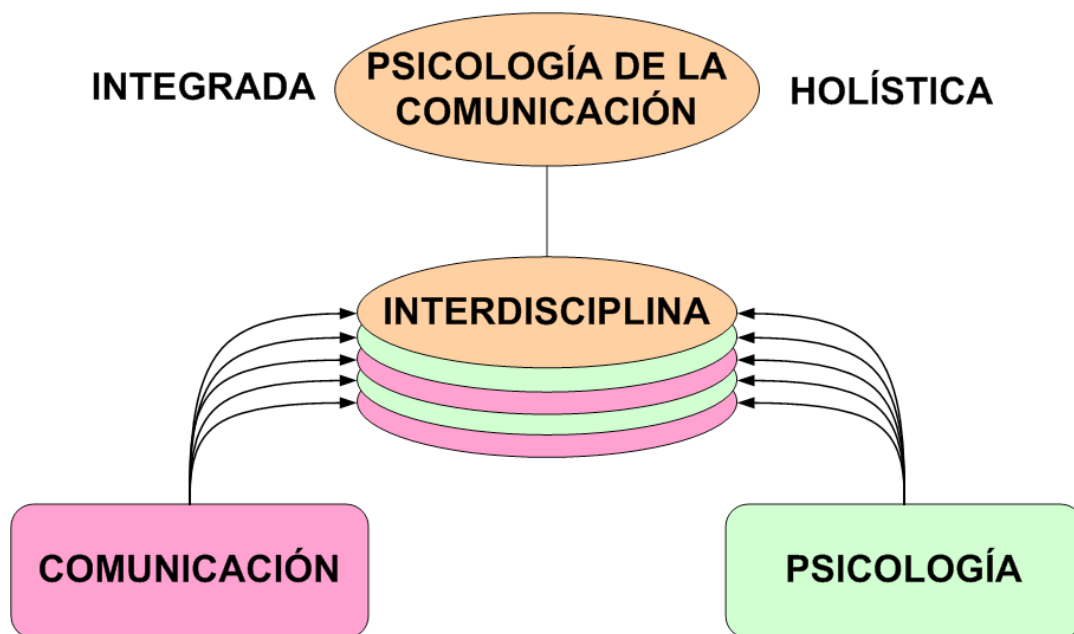 INTEGRADA
PSICOLOGÍA DE LA
COMUNICACIÓN
HOLÍSTICA
INTERDISCIPLINA
COMUNICACIÓN
PSICOLOGÍA